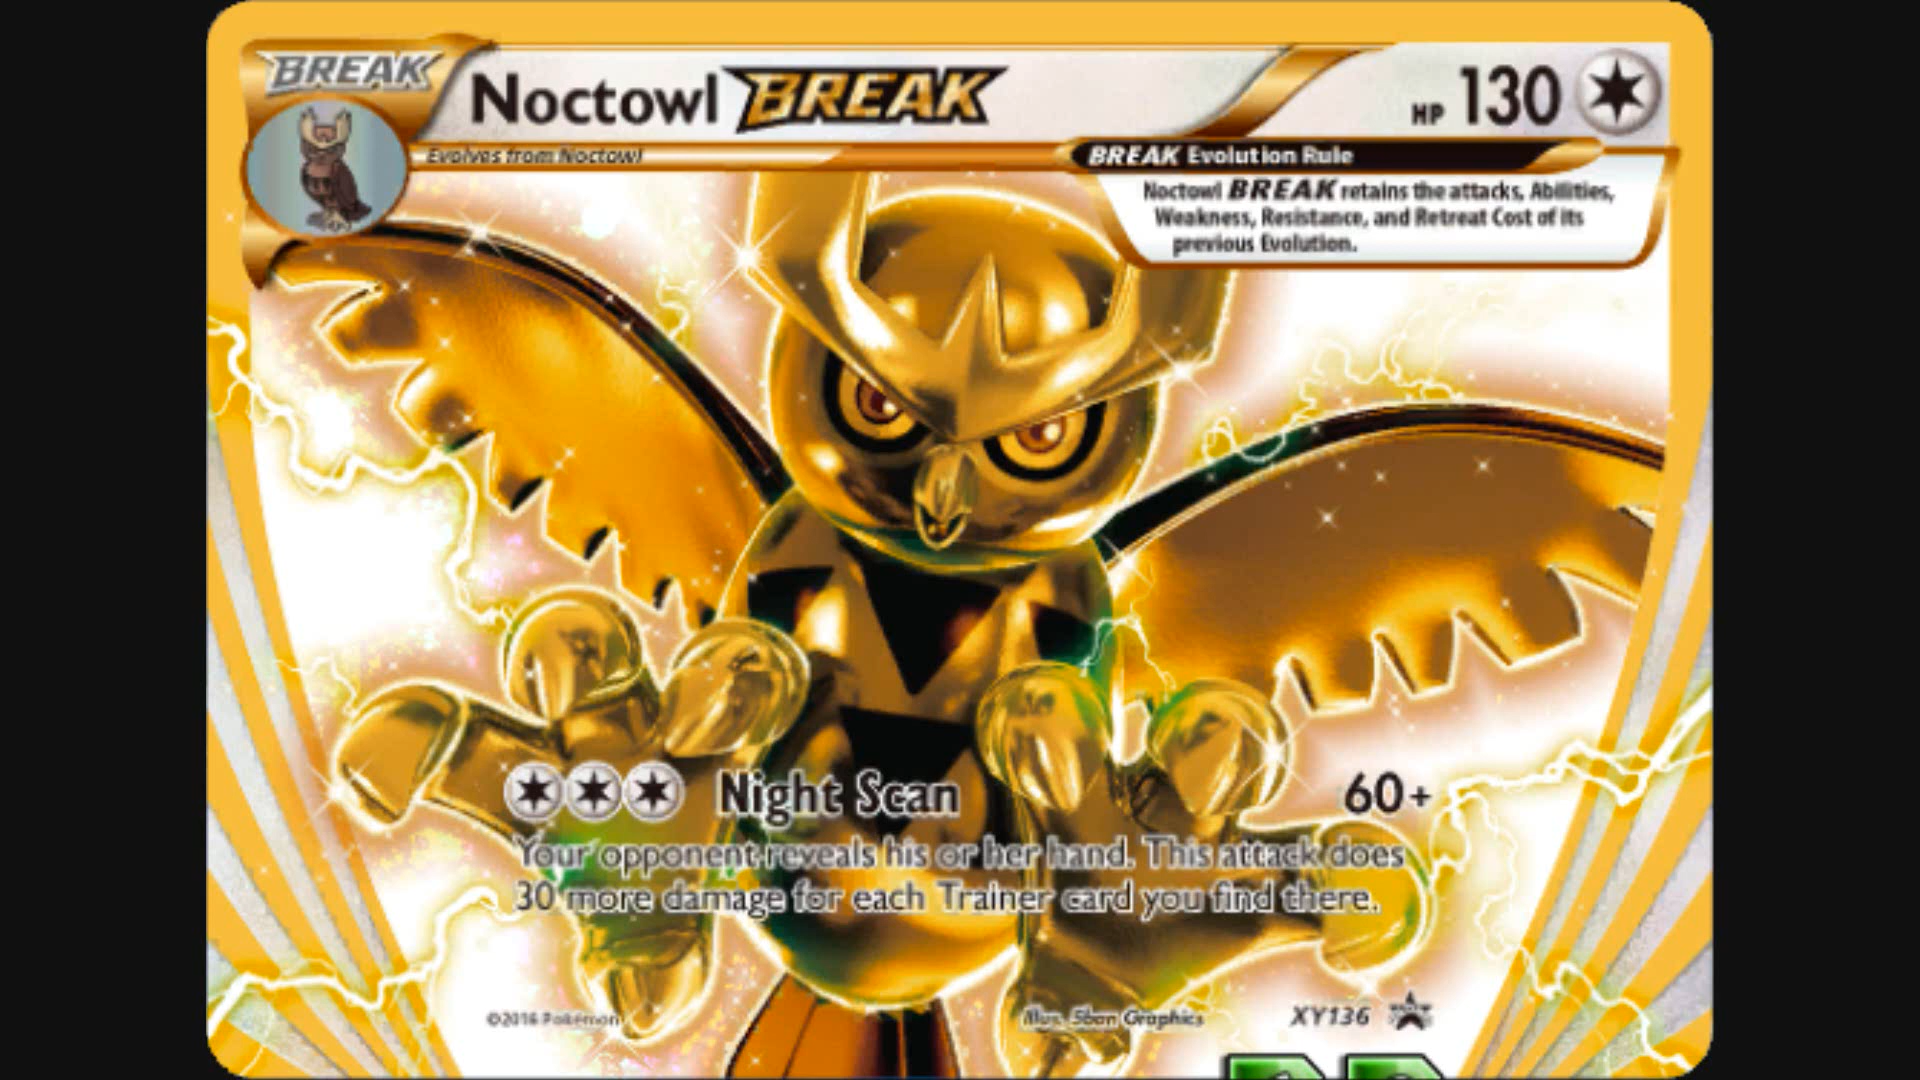 BREAK
Noctowl BREAK
HP 130
Evolves from Noctowl
BREAK Evolution Rule
Noctowl BREAK retains the attacks, Abilities,
Weakness, Resistance, and Retreat Cost of its
previous Evolution.
Night Scan 60+
Your opponent reveals his or her hand. This attack does
30 more damage for each Trainer card you find there.
©2016 Pokémon
Illus. 5ban Graphics
XY136